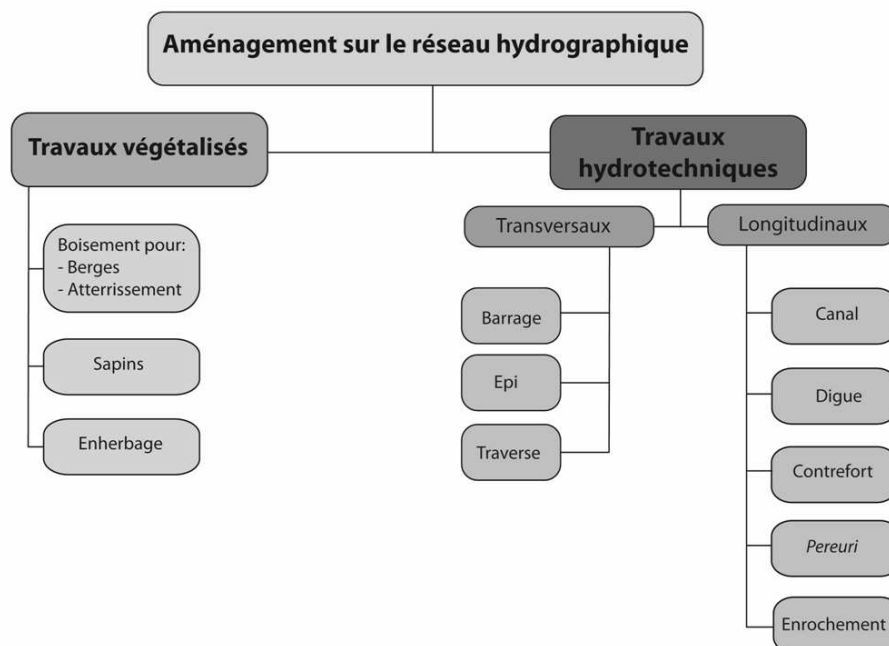 Aménagement sur le réseau hydrographique
Travaux végétalisés
Boisement pour:
- Berges
- Atterrissement
Sapins
Enherbage
Travaux
hydrotechniques
Transversaux
Barrage
Epi
Traverse
Longitudinaux
Canal
Digue
Contrefort
Pereuri
Enrochement